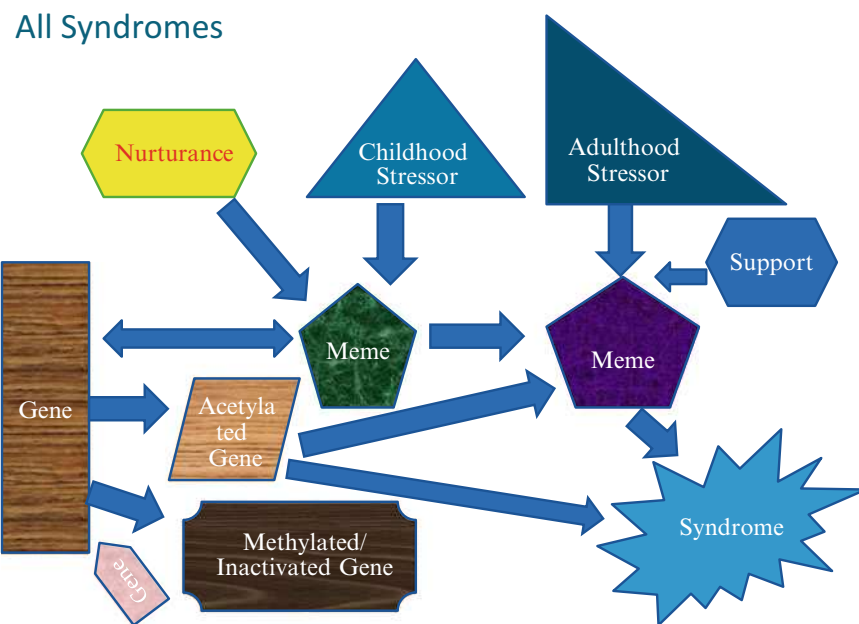 All Syndromes
Nurturance
Childhood
Stressor
Adulthood
Stressor
Support
Meme
Meme
Gene
Acetyla
ted
Gene
Methylated/
Inactivated Gene
Gene
Syndrome